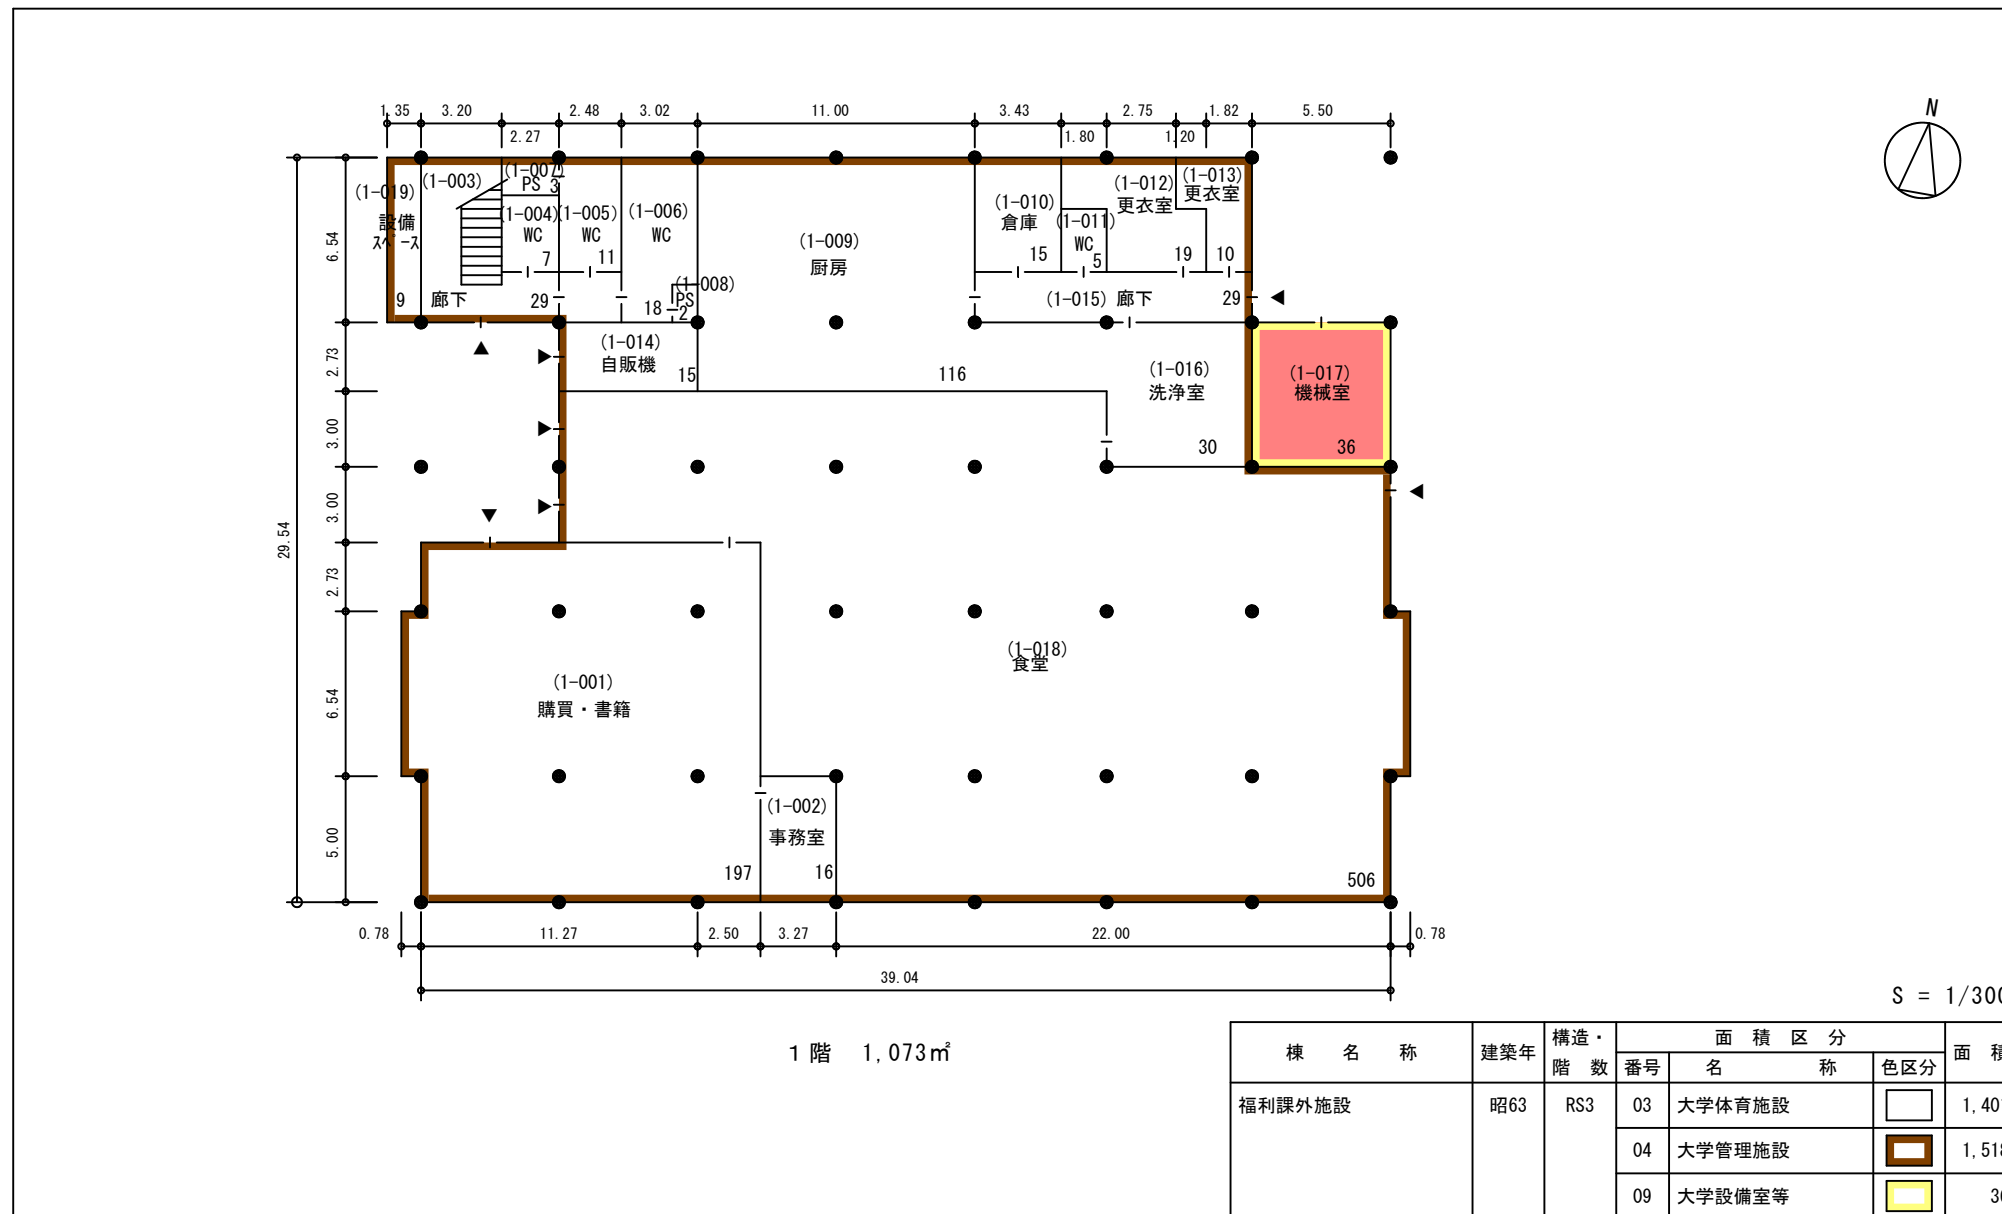 1.35 3.20 2.48 3.02 11.00 3.43 2.75 1.82 5.50
2.27 1.80 1.20
N
(1-019)
設備
スペース
9
(1-003)
廊下
29
(1-007)
PS 3
(1-004)
WC
7
(1-005)
WC
11
(1-006)
WC
18
(1-008)
PS
2
(1-009)
厨房
116
(1-010)
倉庫
15
(1-011)
WC
5
(1-012)
更衣室
19
(1-013)
更衣室
10
(1-015) 廊下 29
(1-014)
自販機
15
(1-016)
洗浄室
30
(1-017)
機械室
36
(1-018)
食堂
506
(1-001)
購買・書籍
197
(1-002)
事務室
16
6.54
2.73
3.00
3.00
2.73
6.54
5.00
29.54
0.78 11.27 2.50 3.27 22.00 0.78
39.04
1階 1,073㎡
S = 1/300
棟 名 称 建築年 構造・階 数 面 積 区 分 面 積
番号 名 称 色区分
福利課外施設 昭63 RS3 03 大学体育施設
04 大学管理施設 1,518
09 大学設備室等